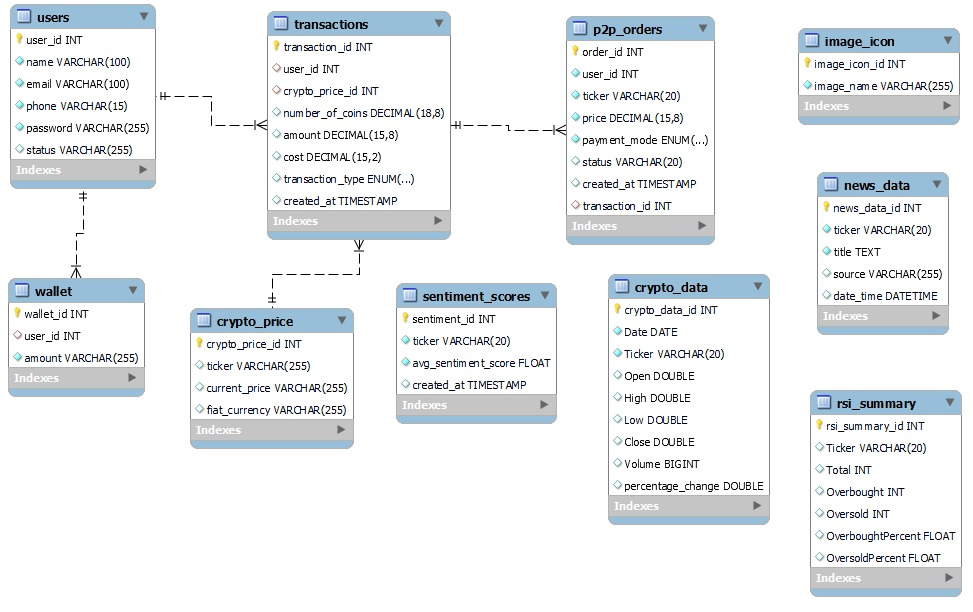 users
user_id INT
name VARCHAR(100)
email VARCHAR(100)
phone VARCHAR(15)
password VARCHAR(255)
status VARCHAR(255)
Indexes
transactions
transaction_id INT
user_id INT
crypto_price_id INT
number_of_coins DECIMAL(18,8)
amount DECIMAL(15,8)
cost DECIMAL(15,2)
transaction_type ENUM(...)
created_at TIMESTAMP
Indexes
p2p_orders
order_id INT
user_id INT
ticker VARCHAR(20)
price DECIMAL(15,8)
payment_mode ENUM(...)
status VARCHAR(20)
created_at TIMESTAMP
transaction_id INT
Indexes
image_icon
image_icon_id INT
image_name VARCHAR(255)
Indexes
news_data
news_data_id INT
ticker VARCHAR(20)
title TEXT
source VARCHAR(255)
date_time DATETIME
Indexes
wallet
wallet_id INT
user_id INT
amount VARCHAR(255)
Indexes
crypto_price
crypto_price_id INT
ticker VARCHAR(255)
current_price VARCHAR(255)
fiat_currency VARCHAR(255)
Indexes
sentiment_scores
sentiment_id INT
ticker VARCHAR(20)
avg_sentiment_score FLOAT
created_at TIMESTAMP
Indexes
crypto_data
crypto_data_id INT
Date DATE
Ticker VARCHAR(20)
Open DOUBLE
High DOUBLE
Low DOUBLE
Close DOUBLE
Volume BIGINT
percentage_change DOUBLE
Indexes
rsi_summary
rsi_summary_id INT
Ticker VARCHAR(20)
Total INT
Overbought INT
Oversold INT
OverboughtPercent FLOAT
OversoldPercent FLOAT
Indexes